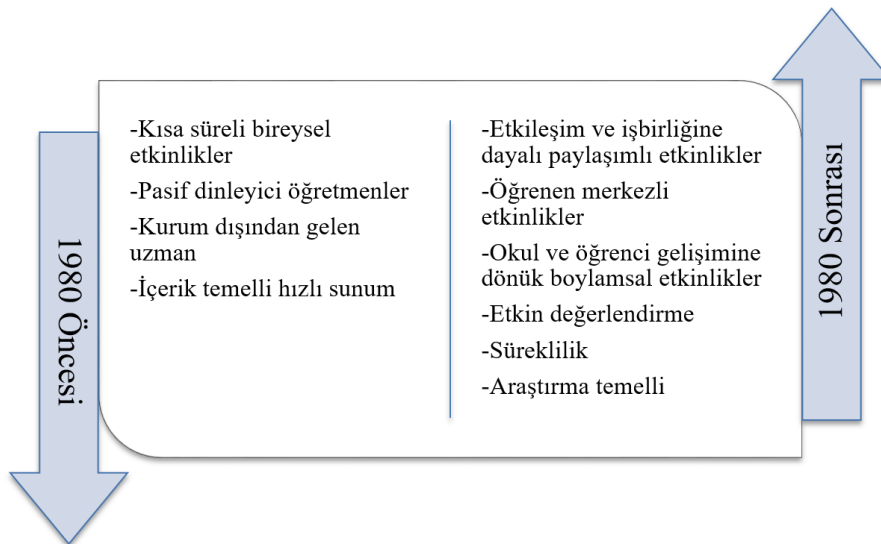 1980 Öncesi
-Kısa süreli bireysel
etkinlikler
-Pasif dinleyici öğretmenler
-Kurum dışından gelen
uzman
-İçerik temelli hızlı sunum
-Etkileşim ve işbirliğine
dayalı paylaşımlı etkinlikler
-Öğrenen merkezli
etkinlikler
-Okul ve öğrenci gelişimine
dönük boylamsal etkinlikler
-Etkin değerlendirme
-Süreklilik
-Araştırma temelli
1980 Sonrası